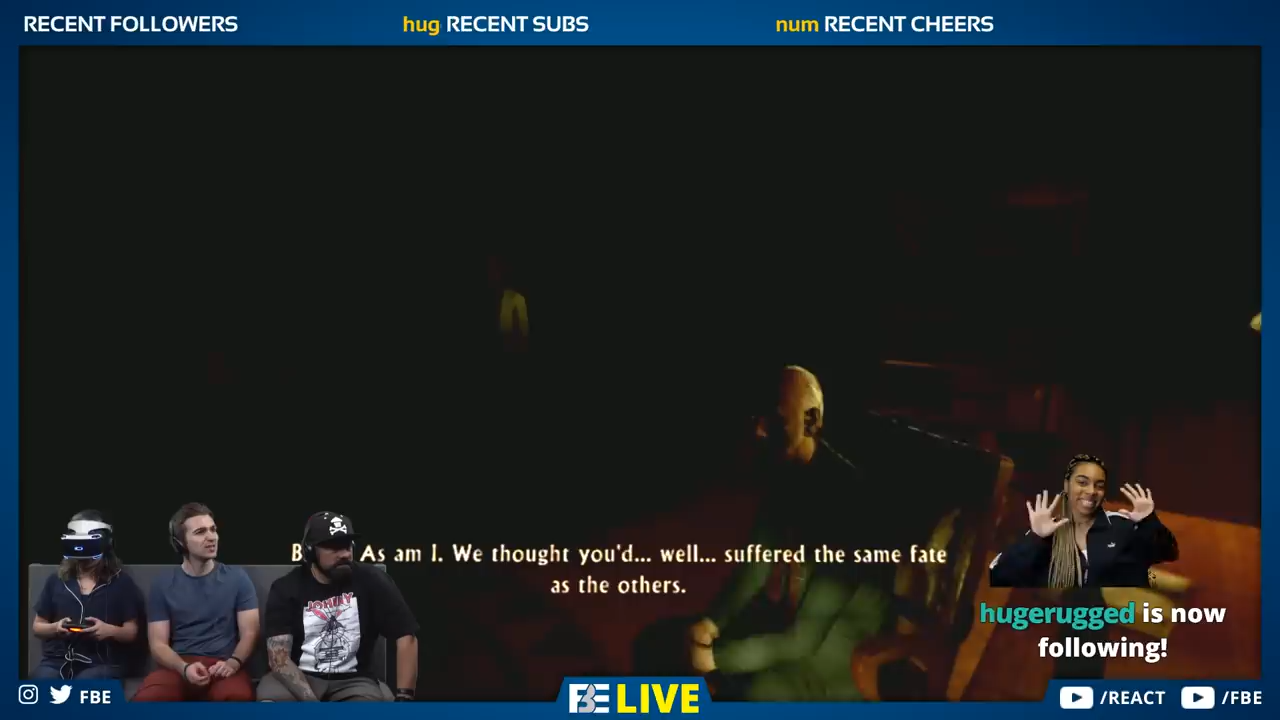 RECENT FOLLOWERS
hug RECENT SUBS
num RECENT CHEERS
As am I. We thought you'd... well... suffered the same fate
as the others.
hugerugged is now
following!
FBE
FBE LIVE
/REACT
/FBE